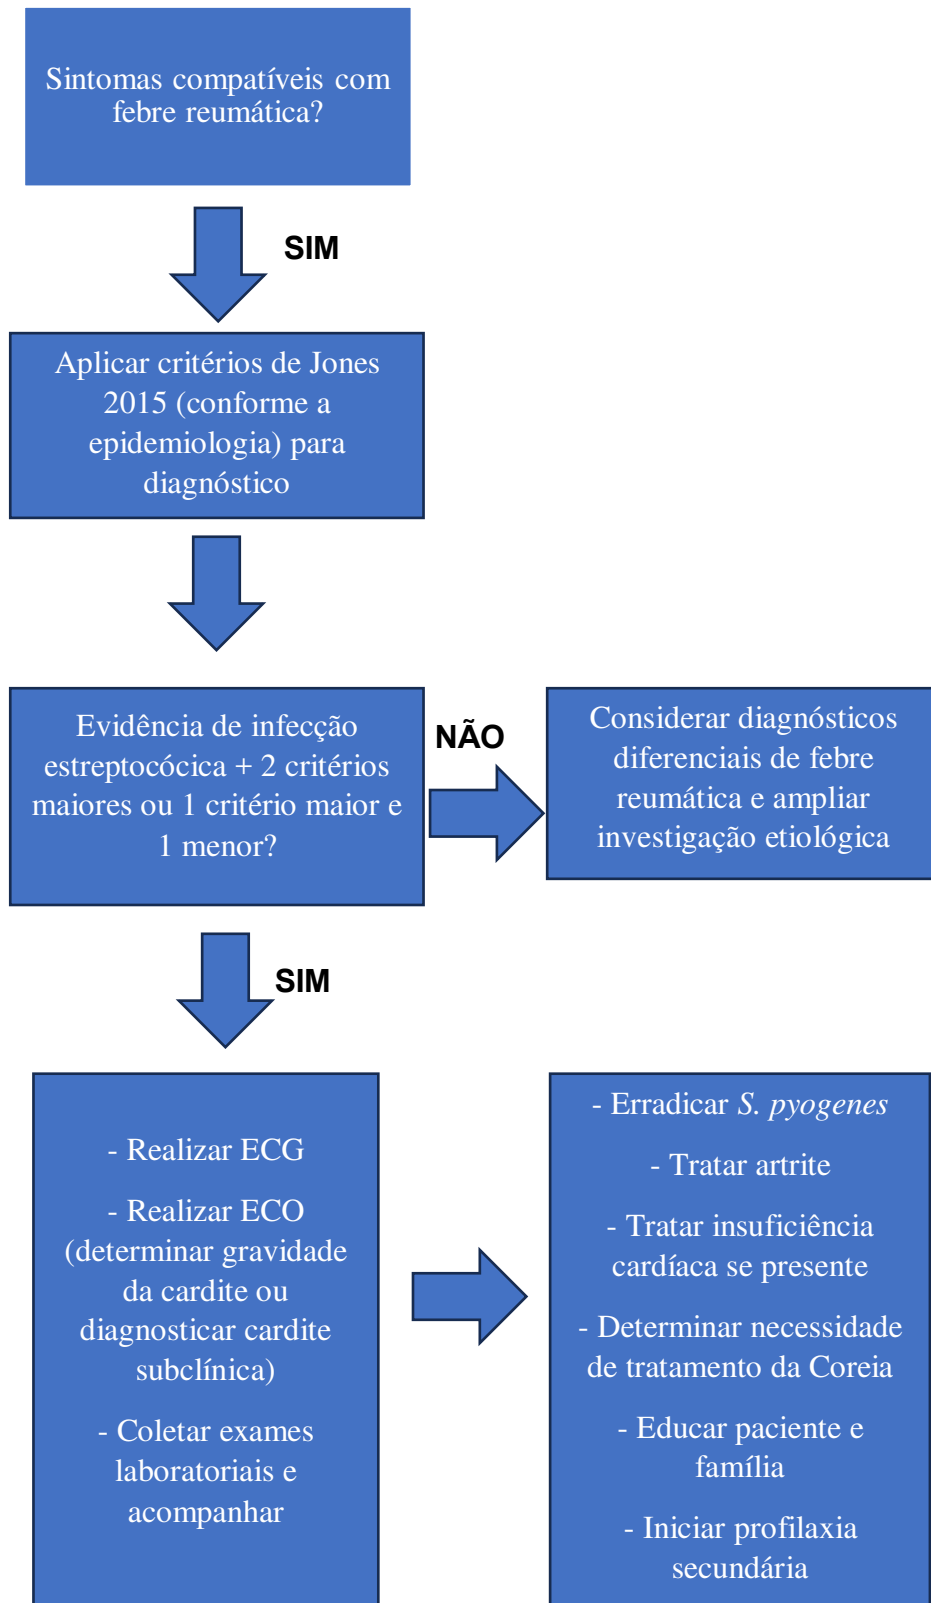 Sintomas compatíveis com
febre reumática?
SIM
Aplicar critérios de Jones
2015 (conforme a
epidemiologia) para
diagnóstico
Evidência de infecção
estreptocócica + 2 critérios
maiores ou 1 critério maior e
1 menor?
NÃO
Considerar diagnósticos
diferenciais de febre
reumática e ampliar
investigação etiológica
SIM
- Realizar ECG
- Realizar ECO
(determinar gravidade
da cardite ou
diagnosticar cardite
subclínica)
- Coletar exames
laboratoriais e
acompanhar
- Erradicar S. pyogenes
- Tratar artrite
- Tratar insuficiência
cardíaca se presente
- Determinar necessidade
de tratamento da Coreia
- Educar paciente e
família
- Iniciar profilaxia
secundária